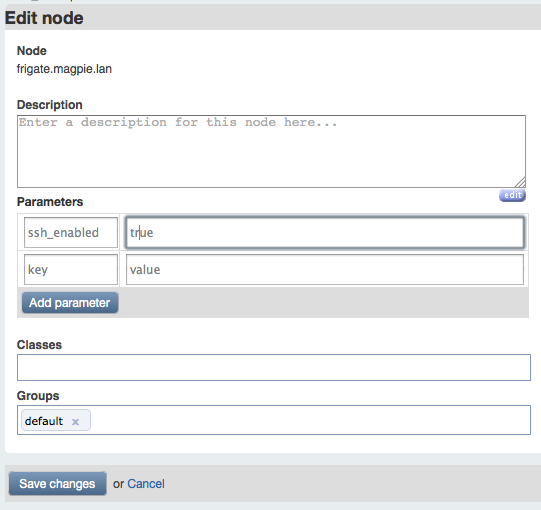 Edit node
Node
frigate.magpie.lan
Description
Enter a description for this node here...
edit
Parameters
ssh_enabled true
key value
Add parameter
Classes
Groups
default x
Save changes or Cancel